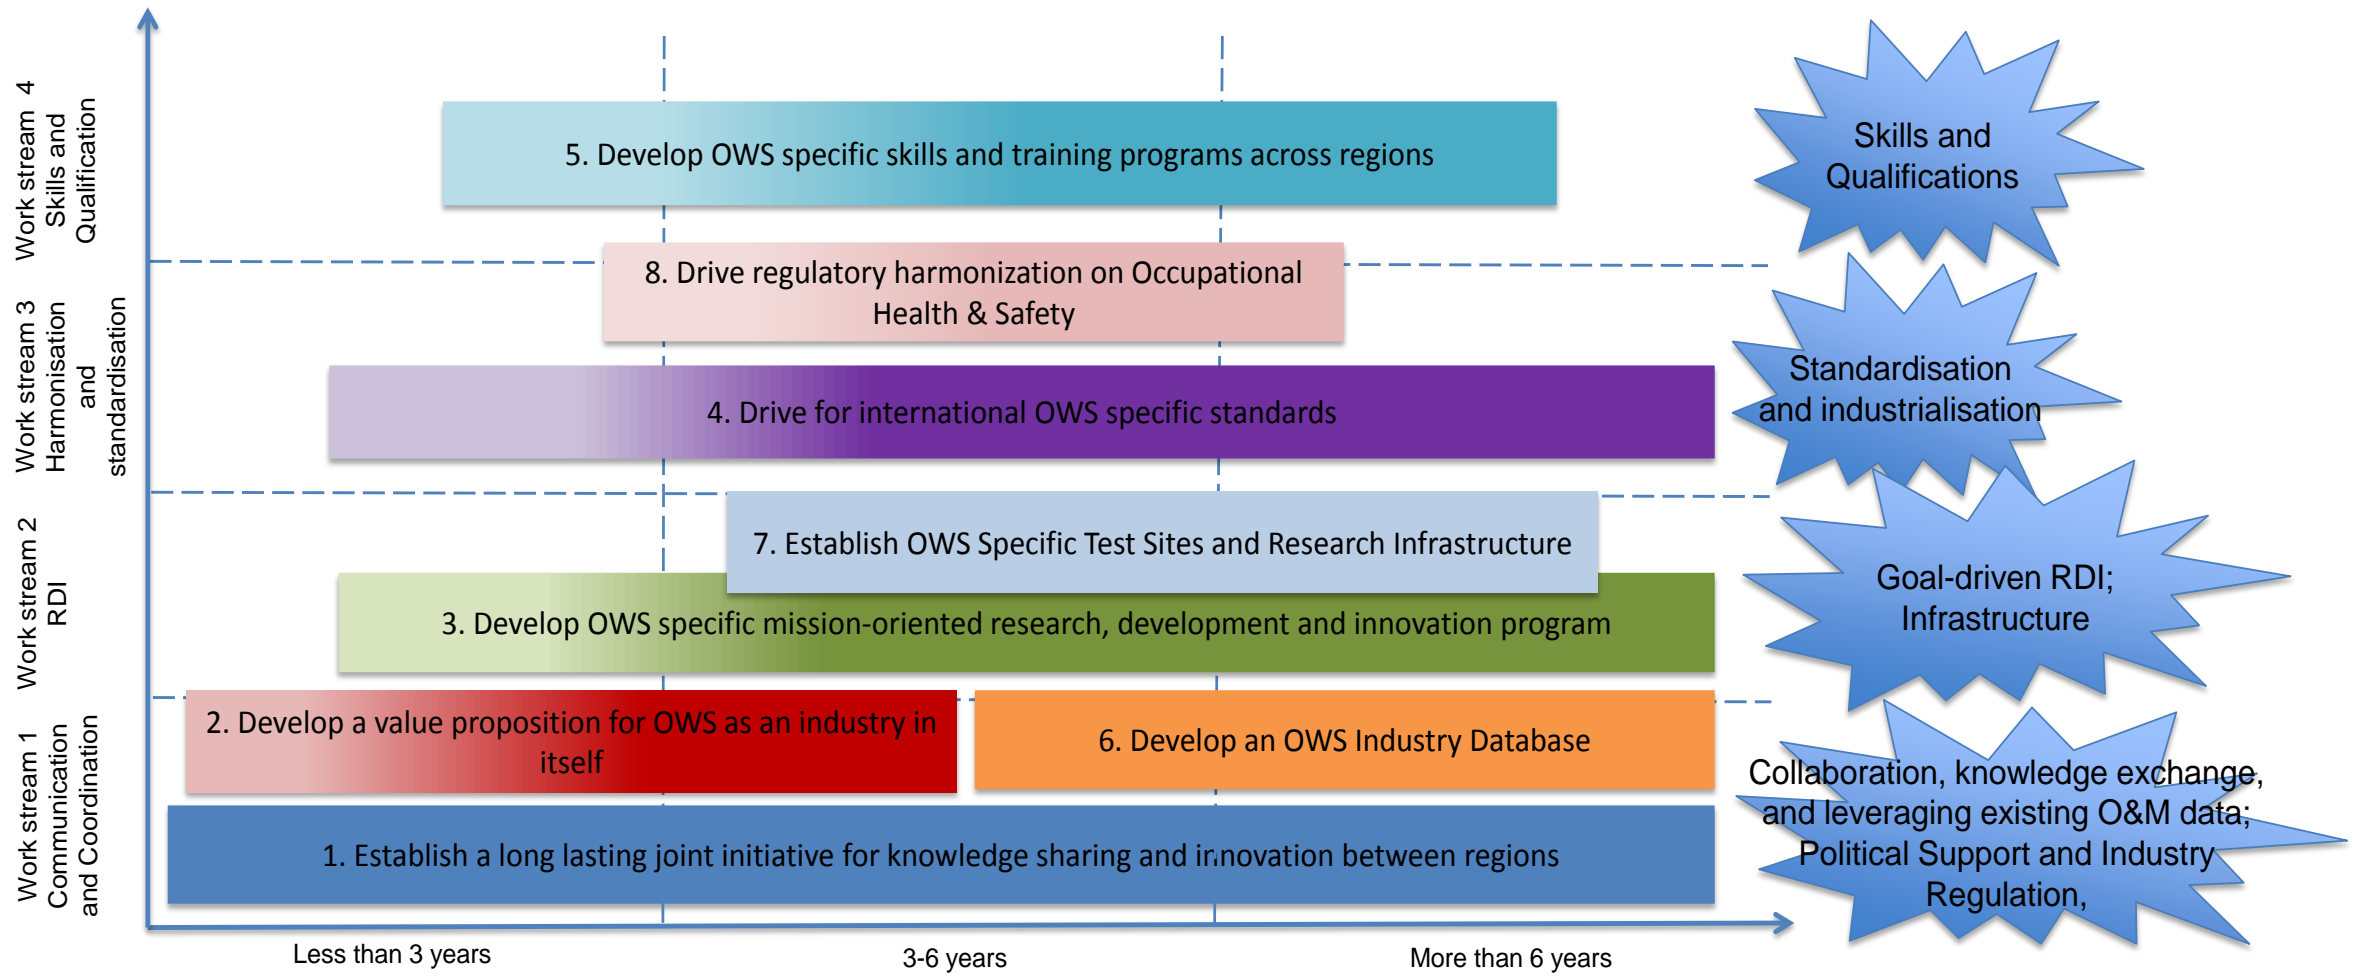 Work stream 4
Skills and
Qualification
5. Develop OWS specific skills and training programs across regions
Skills and
Qualifications
Work stream 3
Harmonisation
and
standardisation
8. Drive regulatory harmonization on Occupational
Health & Safety
4. Drive for international OWS specific standards
Standardisation
and industrialisation
Work stream 2
RDI
7. Establish OWS Specific Test Sites and Research Infrastructure
3. Develop OWS specific mission-oriented research, development and innovation program
Goal-driven RDI;
Infrastructure
Work stream 1
Communication
and Coordination
2. Develop a value proposition for OWS as an industry in
itself
6. Develop an OWS Industry Database
1. Establish a long lasting joint initiative for knowledge sharing and innovation between regions
Collaboration, knowledge exchange,
and leveraging existing O&M data;
Political Support and Industry
Regulation,
Less than 3 years
3-6 years
More than 6 years